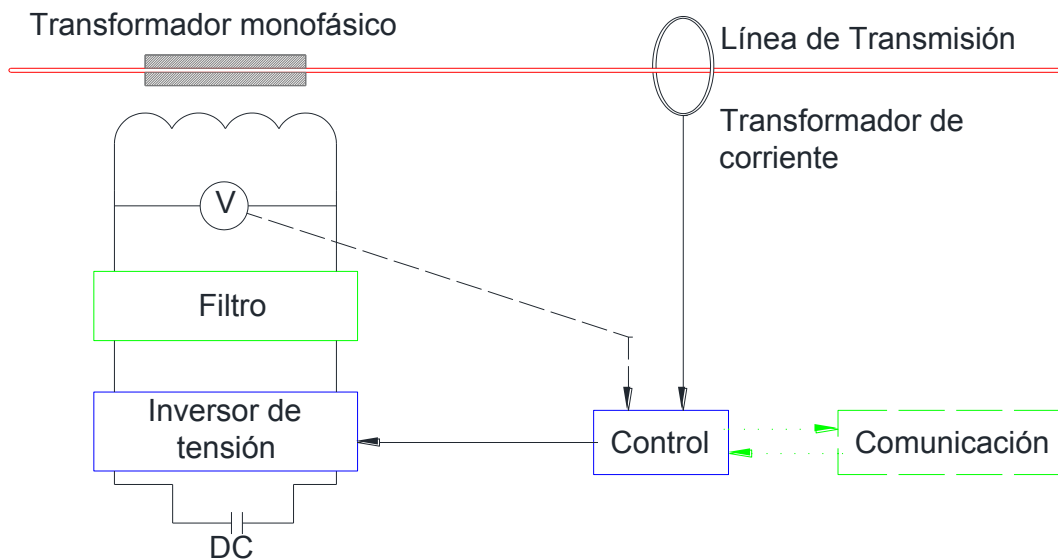 Transformador monofásico
Línea de Transmisión
Transformador de
corriente
V
Filtro
Inversor de
tensión
Control
Comunicación
DC